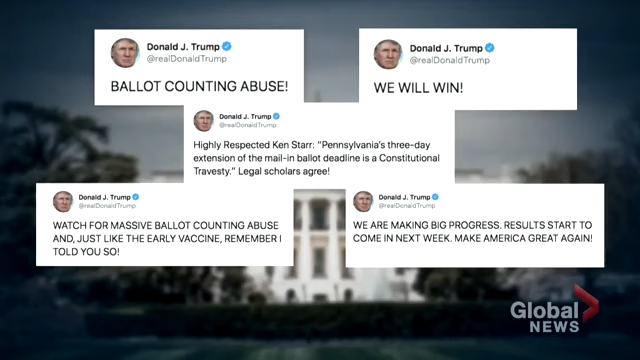 Donald J. Trump
@realDonaldTrump
BALLOT COUNTING ABUSE!
Donald J. Trump
@realDonaldTrump
WE WILL WIN!
Donald J. Trump
@realDonaldTrump
Highly Respected Ken Starr: “Pennsylvania’s three-day
extension of the mail-in ballot deadline is a Constitutional
Travesty.” Legal scholars agree!
Donald J. Trump
@realDonaldTrump
WATCH FOR MASSIVE BALLOT COUNTING ABUSE
AND, JUST LIKE THE EARLY VACCINE, REMEMBER I
TOLD YOU SO!
Donald J. Trump
@realDonaldTrump
WE ARE MAKING BIG PROGRESS. RESULTS START TO
COME IN NEXT WEEK. MAKE AMERICA GREAT AGAIN!
Global
NEWS